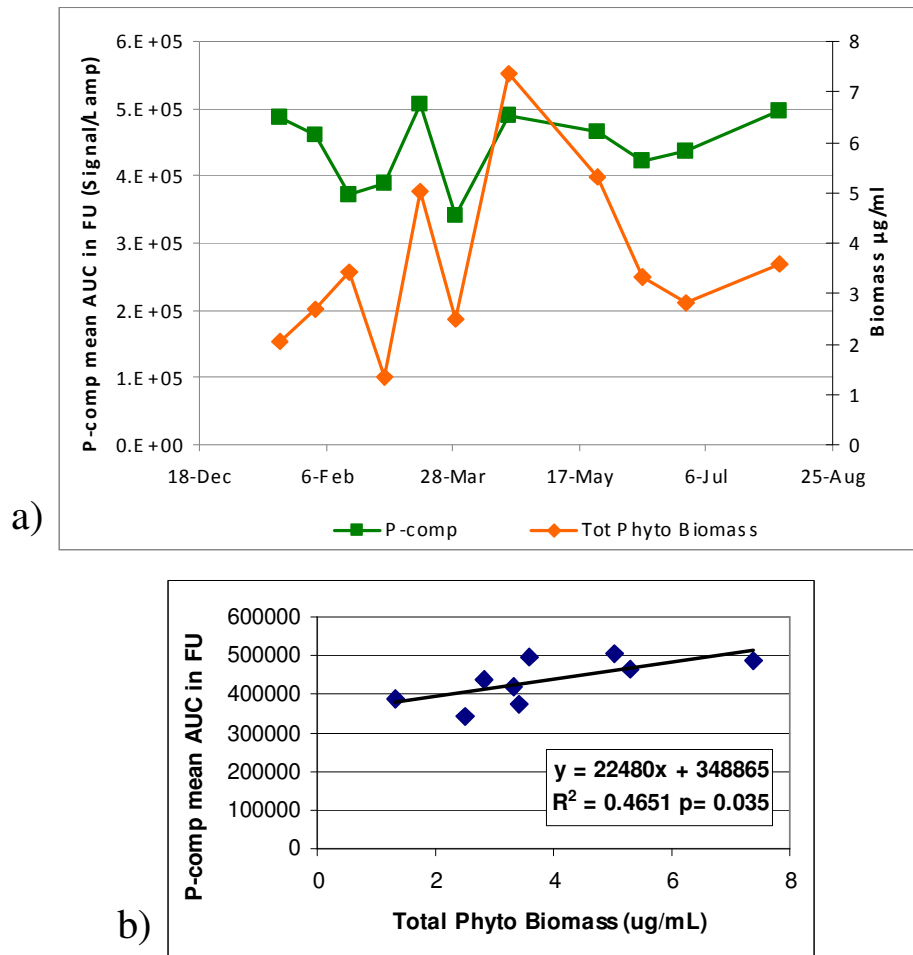 P-comp mean AUC in FU (Signal/Lamp)
6.E+05
5.E+05
4.E+05
3.E+05
2.E+05
1.E+05
0.E+00
8
7
6
5
4
3
2
1
0
Biomass µg/ml
18-Dec 6-Feb 28-Mar 17-May 6-Jul 25-Aug
P-comp Tot Phyto Biomass
a)
P-comp mean AUC in FU
600000
500000
400000
300000
200000
100000
0
y = 22480x + 348865
R² = 0.4651 p= 0.035
0 2 4 6 8
Total Phyto Biomass (ug/mL)
b)